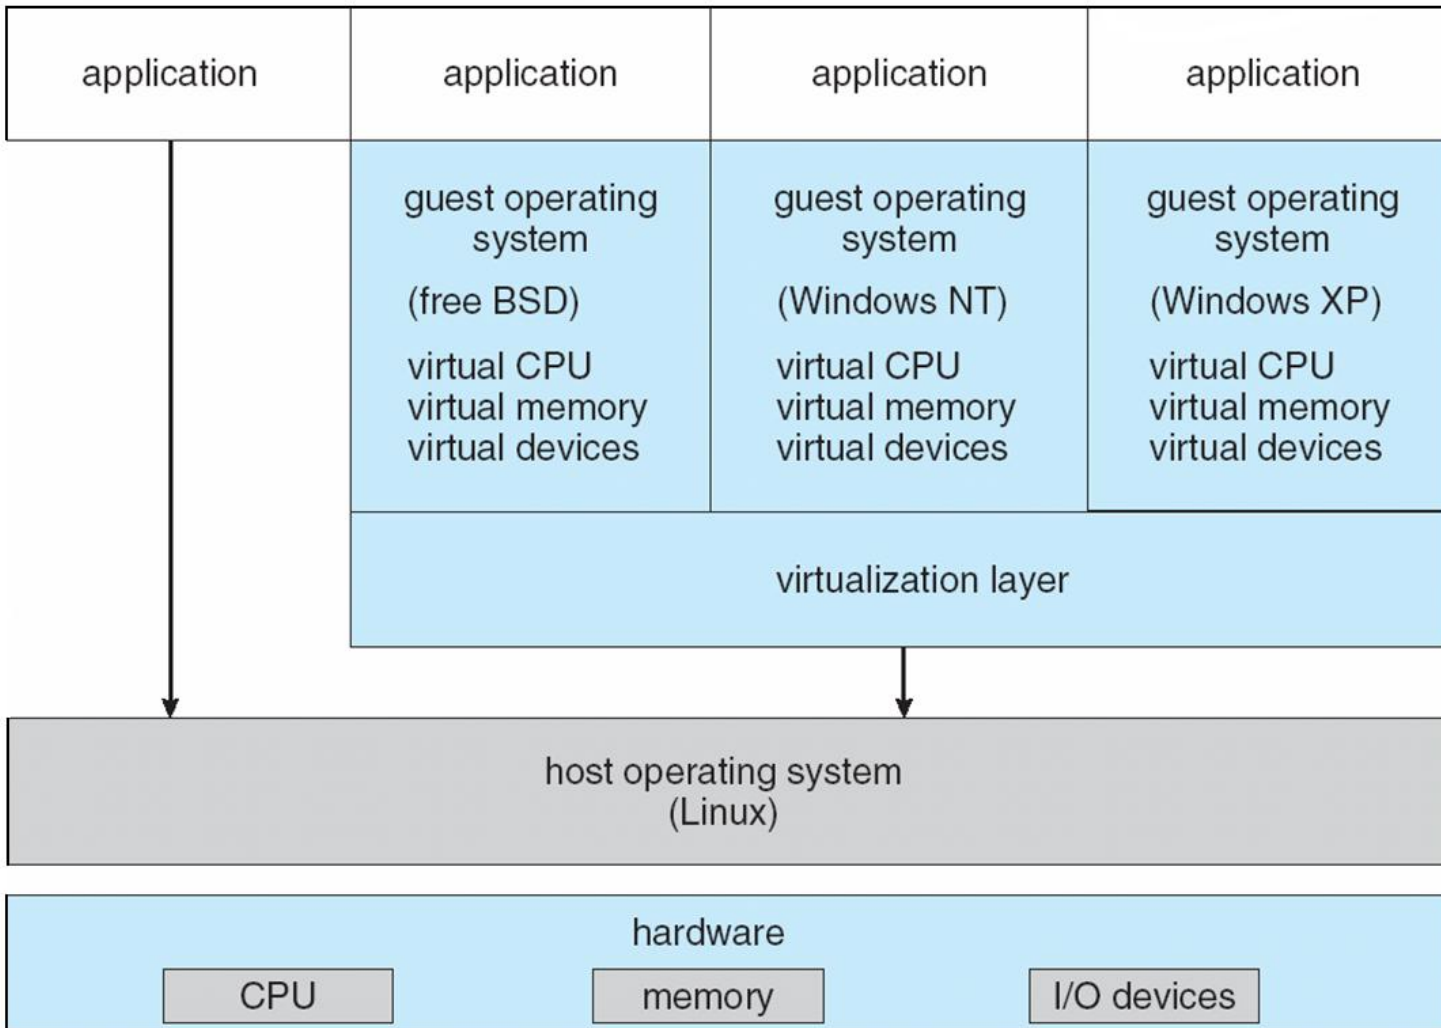 application
application
application
application
guest operating
system
(free BSD)
virtual CPU
virtual memory
virtual devices
guest operating
system
(Windows NT)
virtual CPU
virtual memory
virtual devices
guest operating
system
(Windows XP)
virtual CPU
virtual memory
virtual devices
virtualization layer
host operating system
(Linux)
hardware
CPU
memory
I/O devices